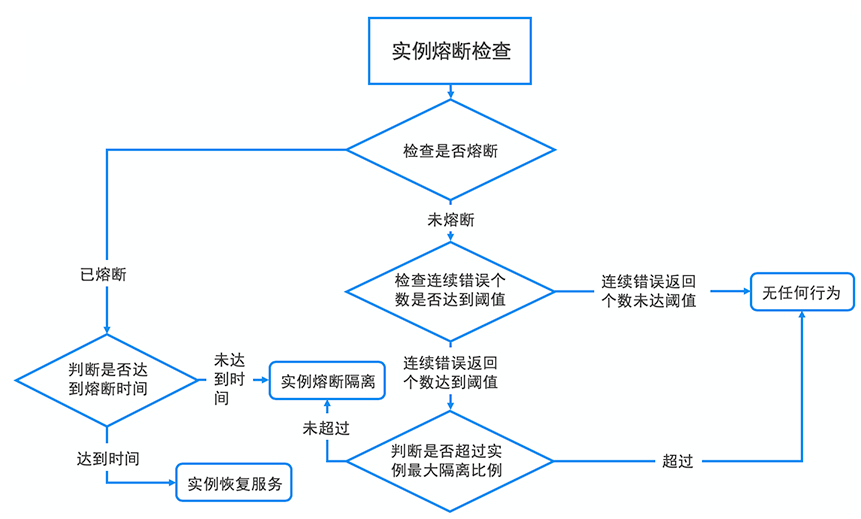 实例熔断检查
检查是否熔断
未熔断
已熔断
检查连续错误个
数是否达到阈值
连续错误返回
个数未达阈值
无任何行为
判断是否达
到熔断时间
未达
到时
间
实例熔断隔离
连续错误返回
个数达到阈值
未超过
判断是否超过实
例最大隔离比例
超过
达到时间
实例恢复服务